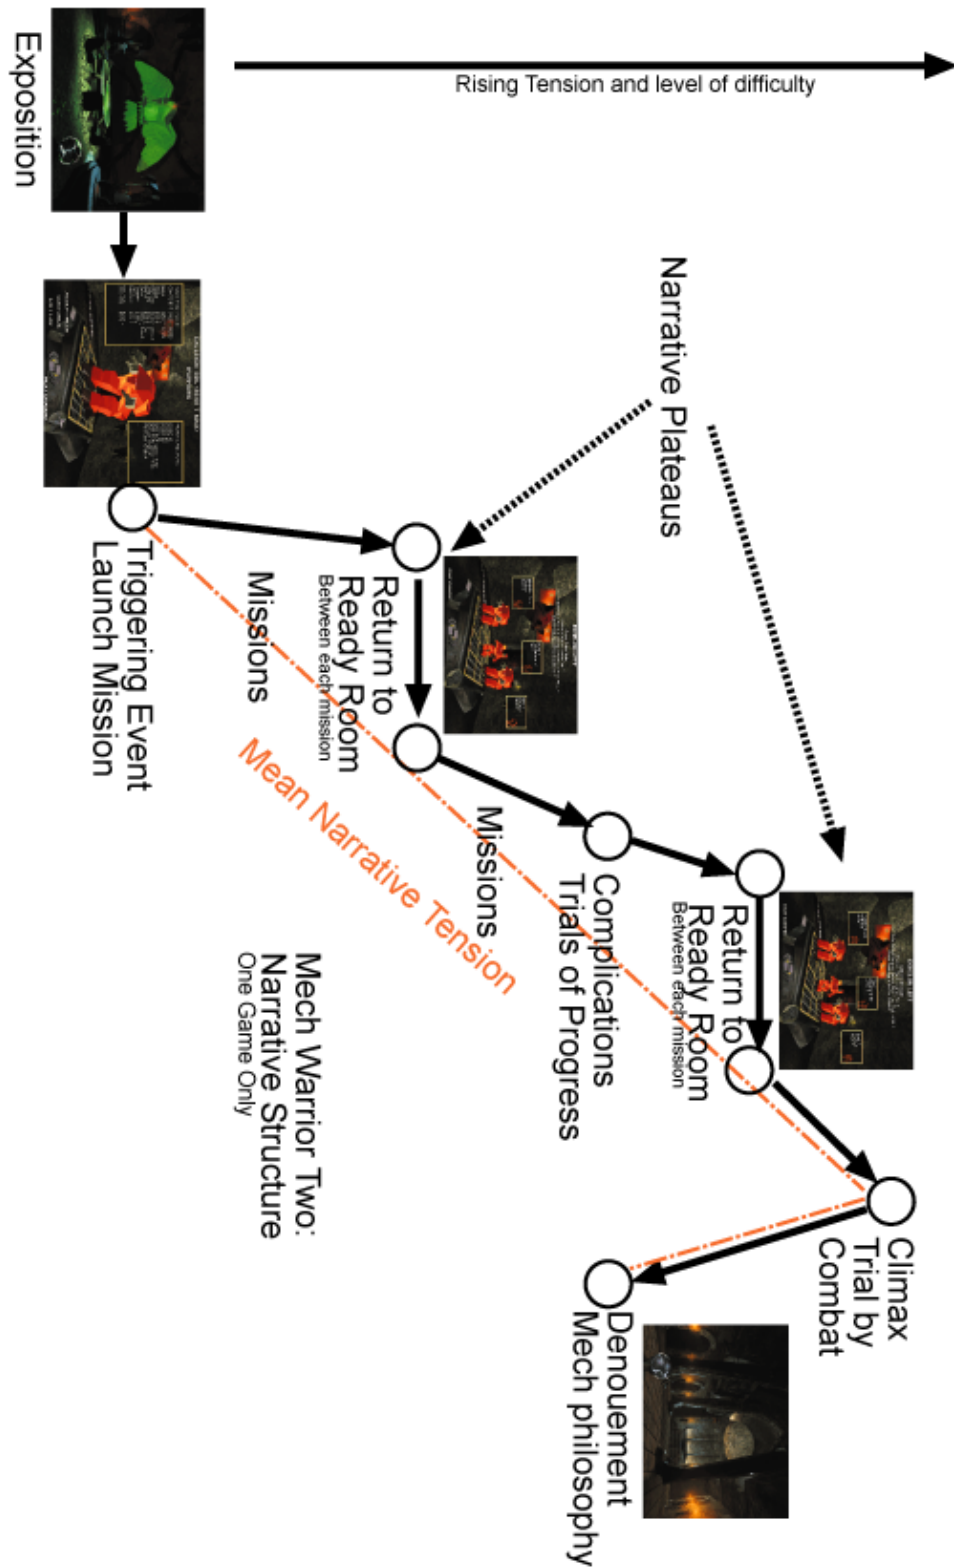 Rising Tension and level of difficulty
Exposition
Narrative Plateaus
Triggering Event
Launch Mission
Missions
Return to
Ready Room
Between each mission
Missions
Mean Narrative Tension
Complications
Trials of Progress
Return to
Ready Room
Between each mission
Climax
Trial by
Combat
Denouement
Mech philosophy
Mech Warrior Two:
Narrative Structure
One Game Only